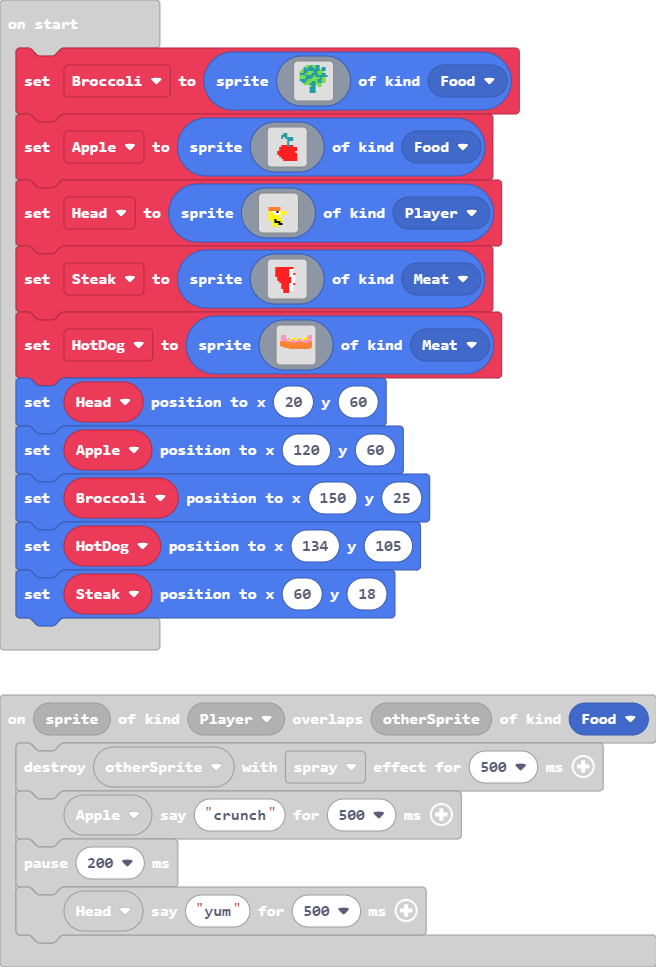 on start
set Broccoli to sprite of kind Food
set Apple to sprite of kind Food
set Head to sprite of kind Player
set Steak to sprite of kind Meat
set HotDog to sprite of kind Meat
set Head position to x 20 y 60
set Apple position to x 120 y 60
set Broccoli position to x 150 y 25
set HotDog position to x 134 y 105
set Steak position to x 60 y 18
on sprite of kind Player overlaps otherSprite of kind Food
destroy otherSprite with spray effect for 500 ms
Apple say "crunch" for 500 ms
pause 200 ms
Head say "yum" for 500 ms